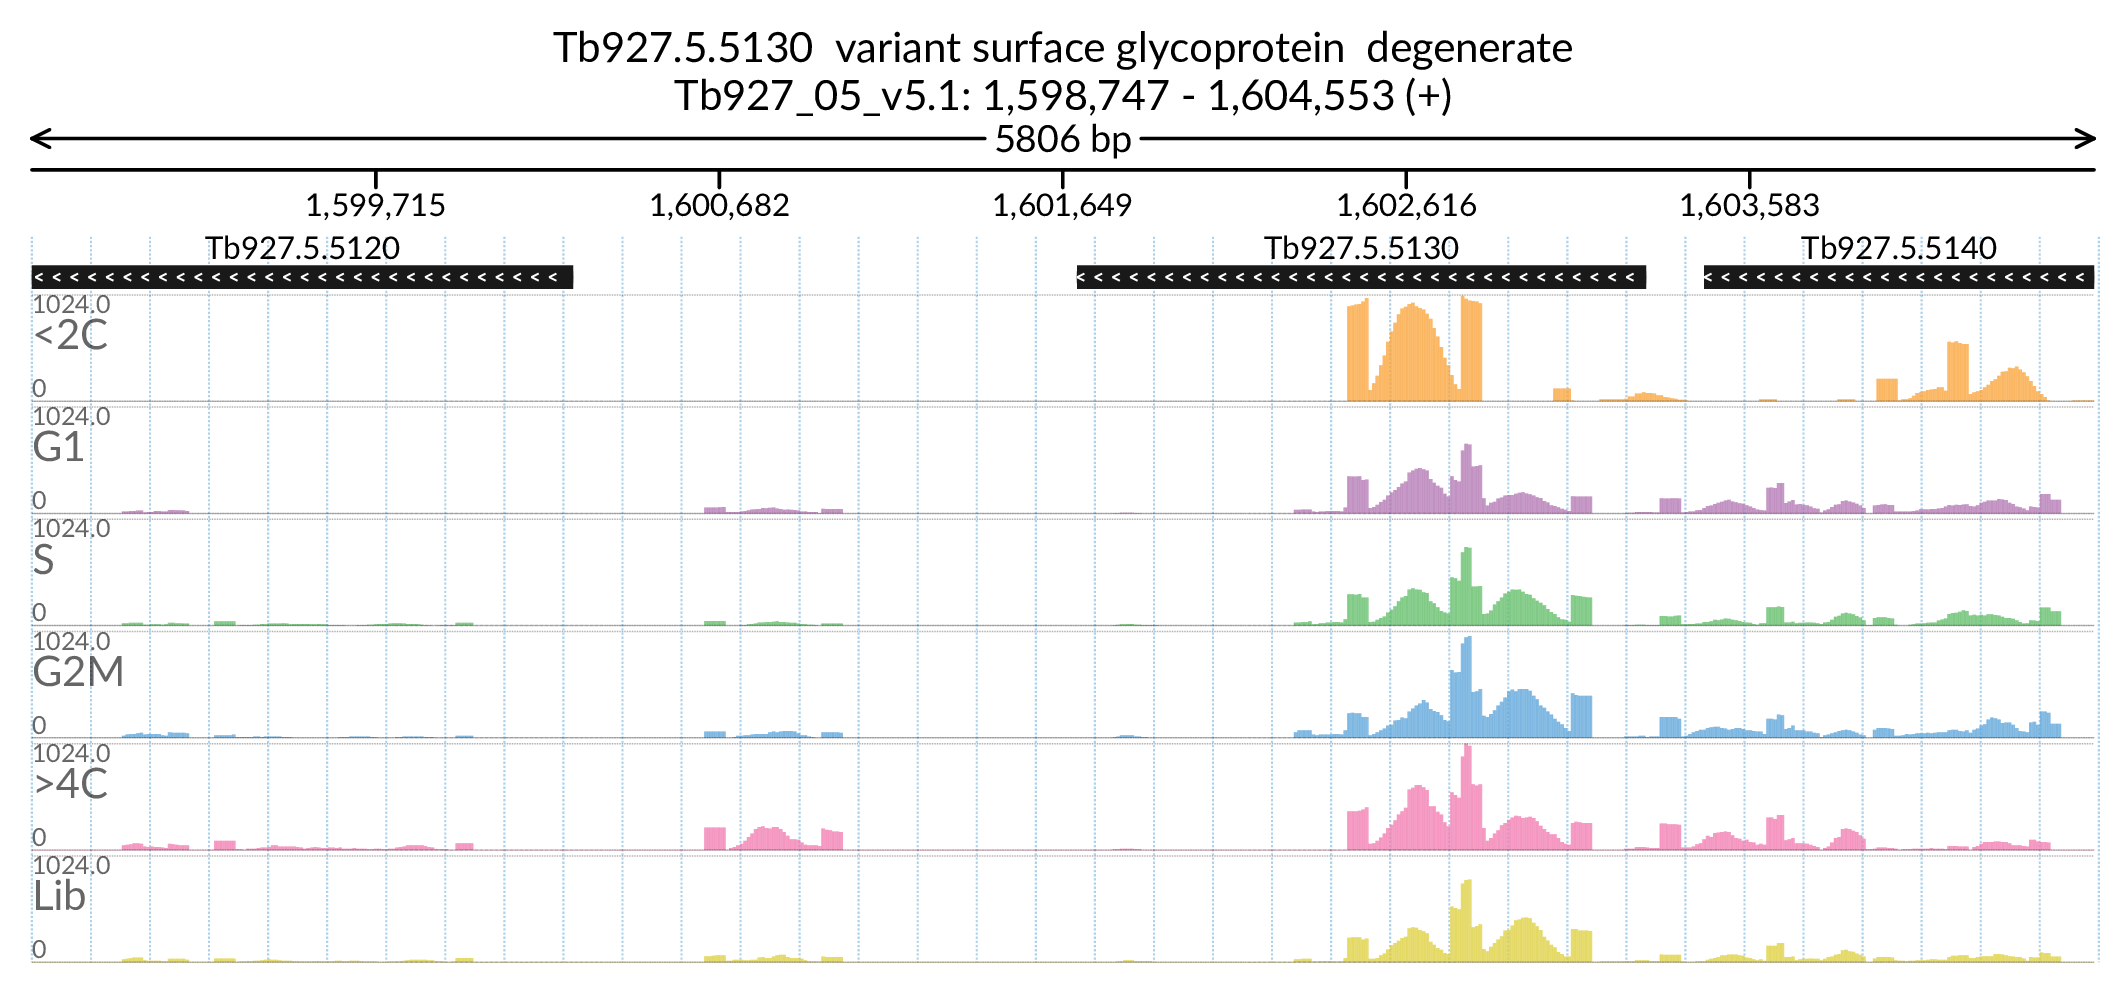 Tb927.5.5130  variant surface glycoprotein  degenerate
Tb927_05_v5.1: 1,598,747 - 1,604,553 (+)
5806 bp
1,599,715 1,600,682 1,601,649 1,602,616 1,603,583
Tb927.5.5120 Tb927.5.5130 Tb927.5.5140
1024.0
<2C
0
1024.0
G1
0
1024.0
S
0
1024.0
G2M
0
1024.0
>4C
0
1024.0
Lib
0